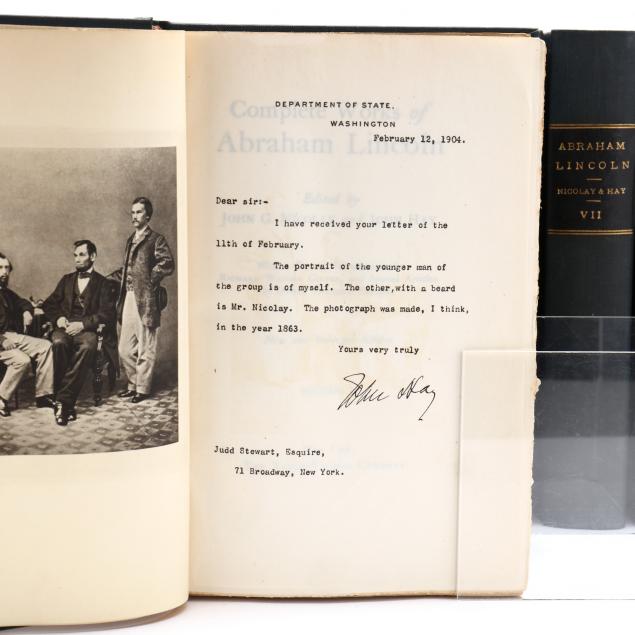 DEPARTMENT OF STATE.
WASHINGTON
February 12, 1904.
Complete Works of
Abraham Lincoln
Edited by
Dear sir:-
I have received your letter of the
11th of February.
The portrait of the younger man of
the group is of myself. The other,with a beard
is Mr. Nicolay. The photograph was made, I think,
in the year 1863.
Yours very truly
John Hay
Judd Stewart, Esquire,
71 Broadway, New York.
ABRAHAM
LINCOLN
NICOLAY & HAY
VII